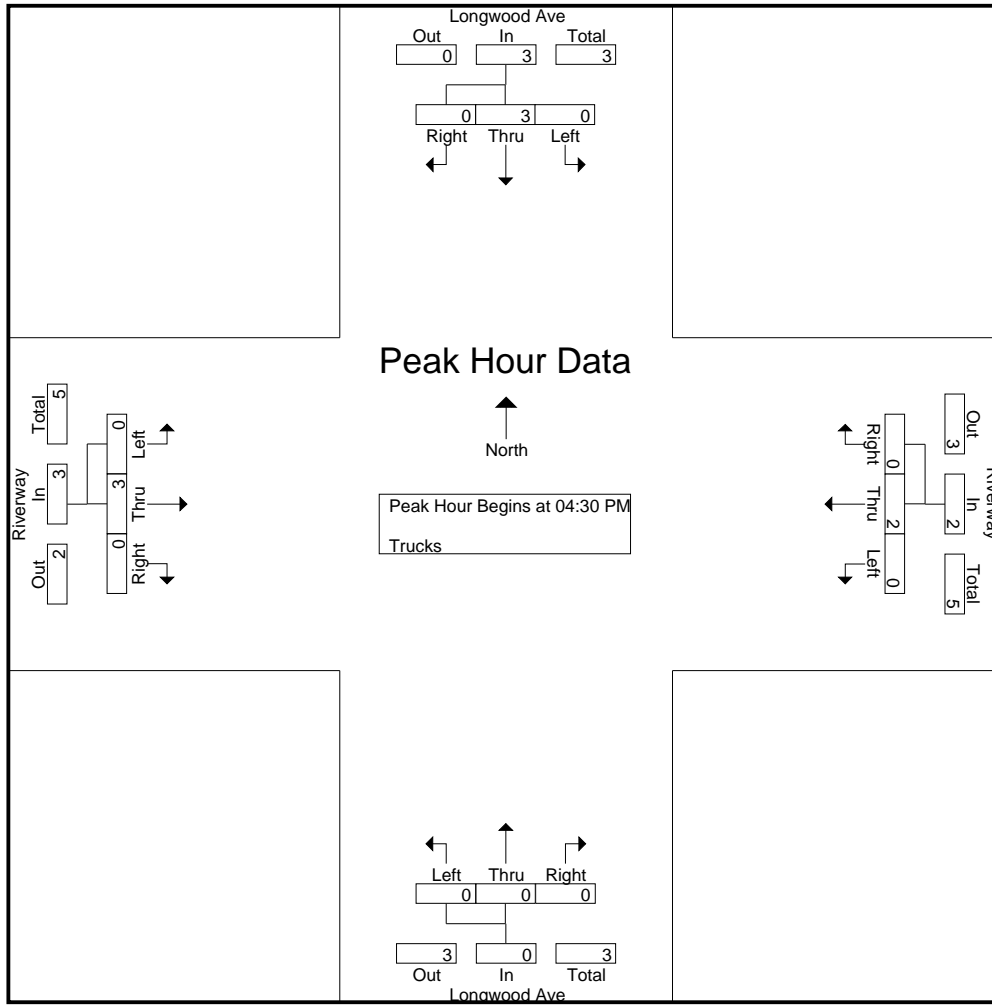 Longwood Ave
Out In Total
0 3 3
0 3 0
Right Thru Left
Peak Hour Data
North
Peak Hour Begins at 04:30 PM
Trucks
Riverway
Out In Total
2 3 5
Right Thru Left
0 3 0
Riverway
Out In Total
3 2 5
Right Thru Left
0 2 0
Left Thru Right
0 0 0
3 0 3
Out In Total
Longwood Ave